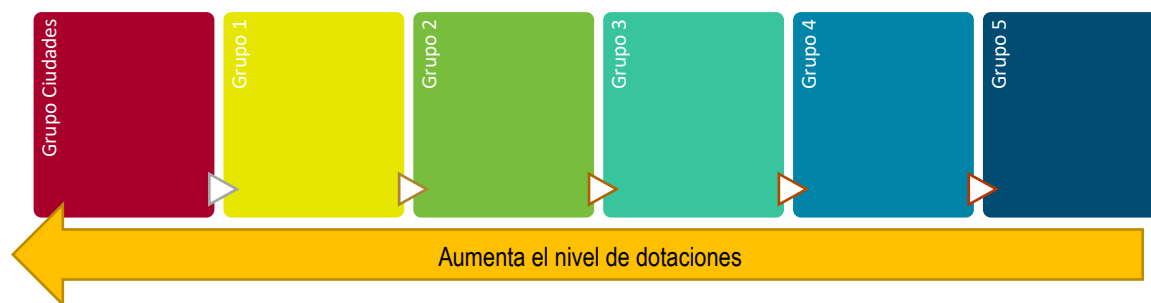 Grupo Ciudades
Grupo 1
Grupo 2
Grupo 3
Grupo 4
Grupo 5
Aumenta el nivel de dotaciones